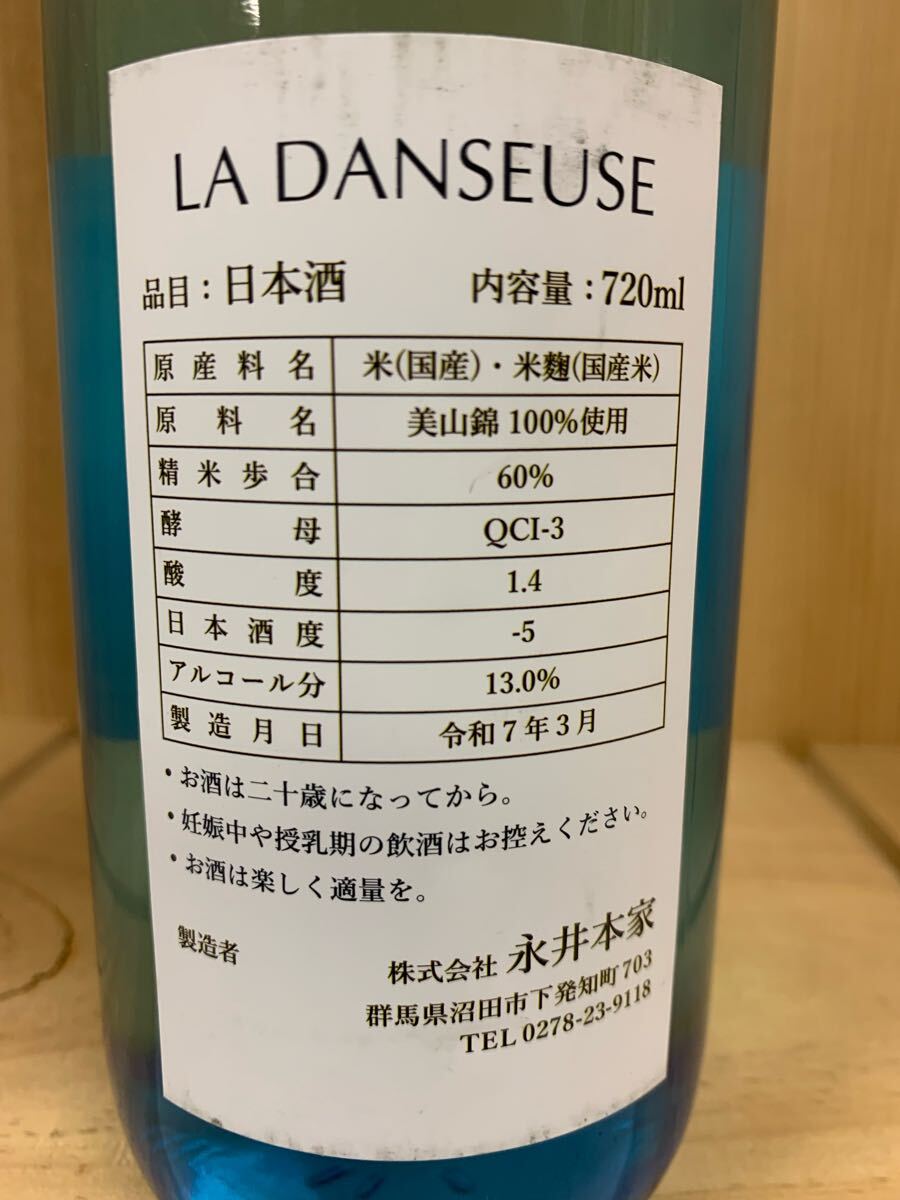 LA DANSEUSE
品目：日本酒 内容量：720ml
原産料名 米(国産)・米麹(国産米)
原料名 美山錦 100%使用
精米歩合 60%
酵母 QCI-3
酸度 1.4
日本酒度 -5
アルコール分 13.0%
製造月日 令和7年3月
・お酒は二十歳になってから。
・妊娠中や授乳期の飲酒はお控えください。
・お酒は楽しく適量を。
製造者
株式会社 永井本家
群馬県沼田市下発知町703
TEL 0278-23-9118